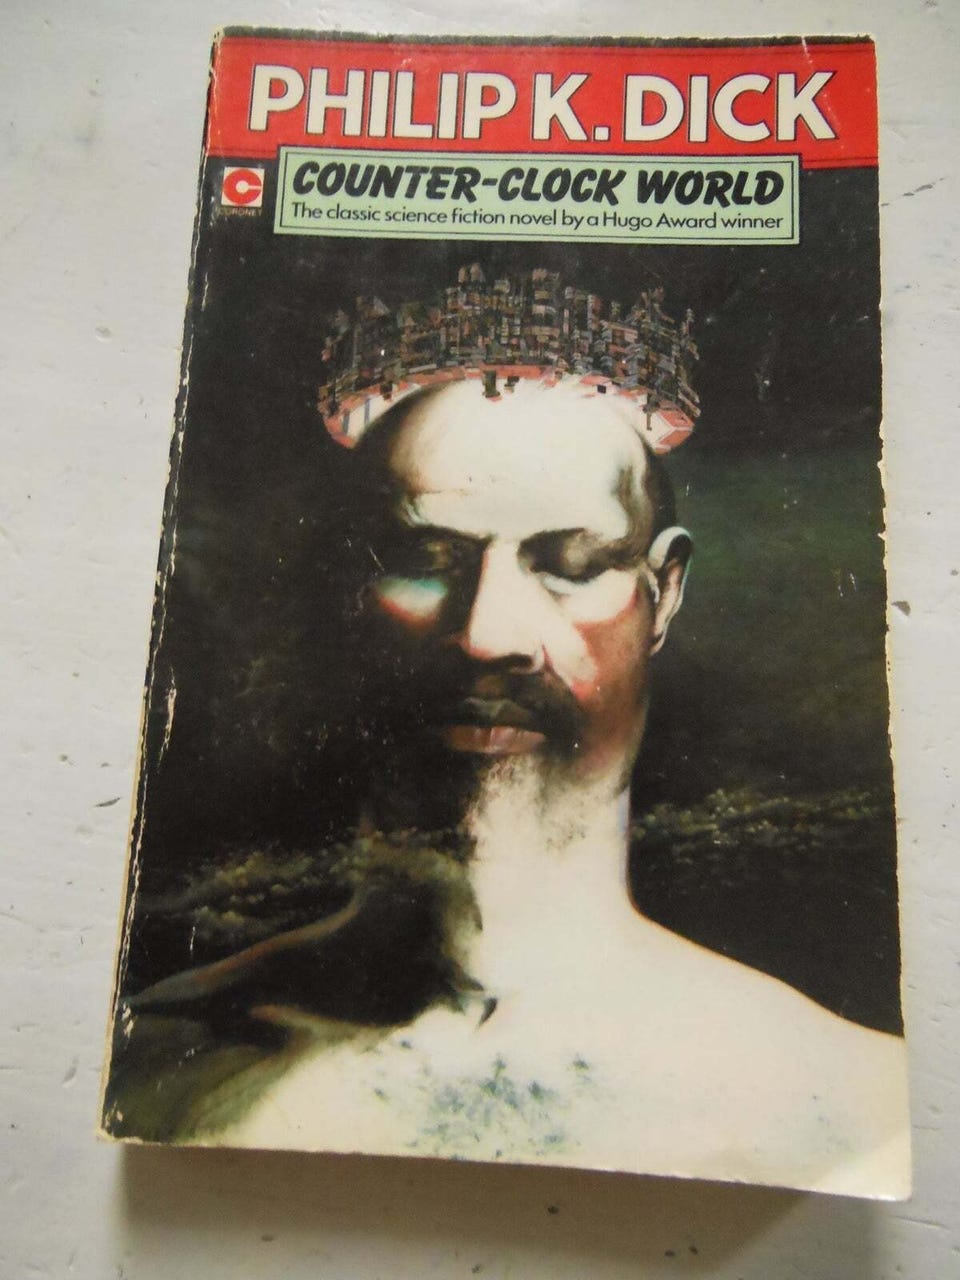 PHILIP K. DICK
COUNTER-CLOCK WORLD
The classic science fiction novel by a Hugo Award winner
CORONET